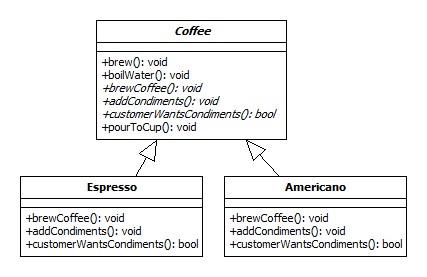 Coffee
+brew(): void
+boilWater(): void
+brewCoffee(): void
+addCondiments(): void
+customerWantsCondiments(): bool
+pourToCup(): void
Espresso
+brewCoffee(): void
+addCondiments(): void
+customerWantsCondiments(): bool
Americano
+brewCoffee(): void
+addCondiments(): void
+customerWantsCondiments(): bool